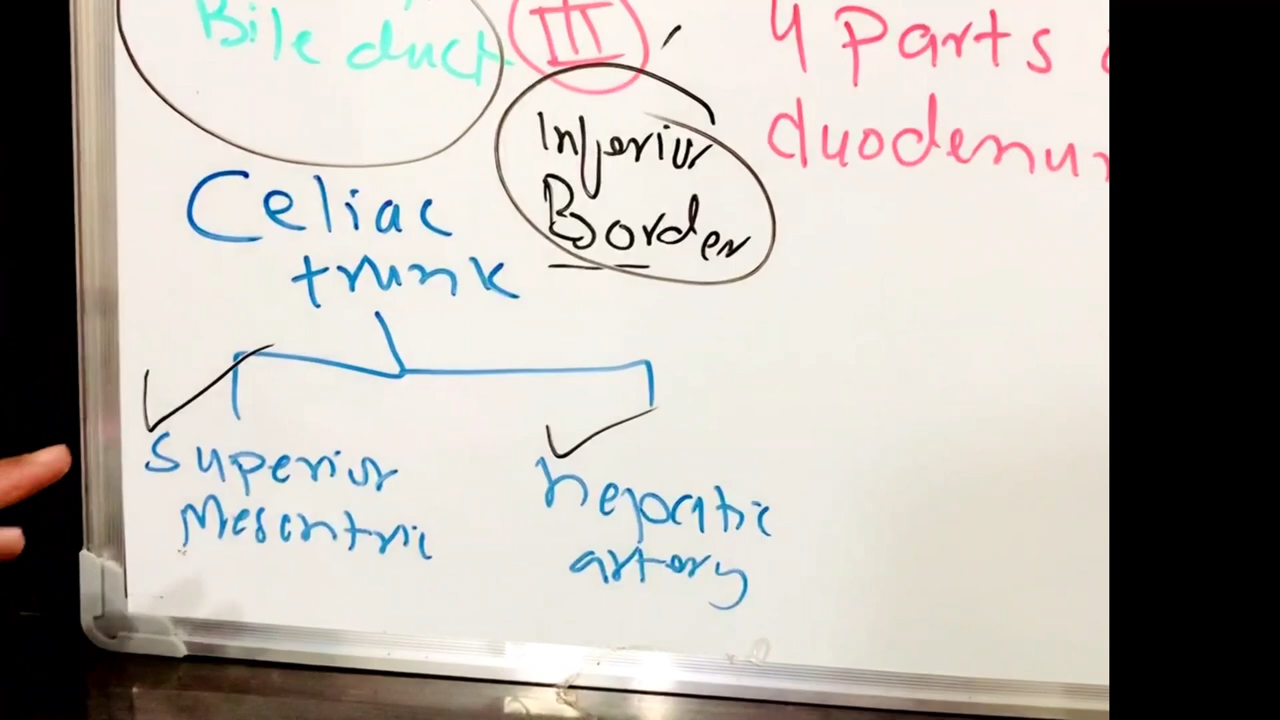 Bile duct
III
4 Parts
duodenum
Inferior
Border
Celiac
trunk
Superior
Mesentric
hepatic
artery